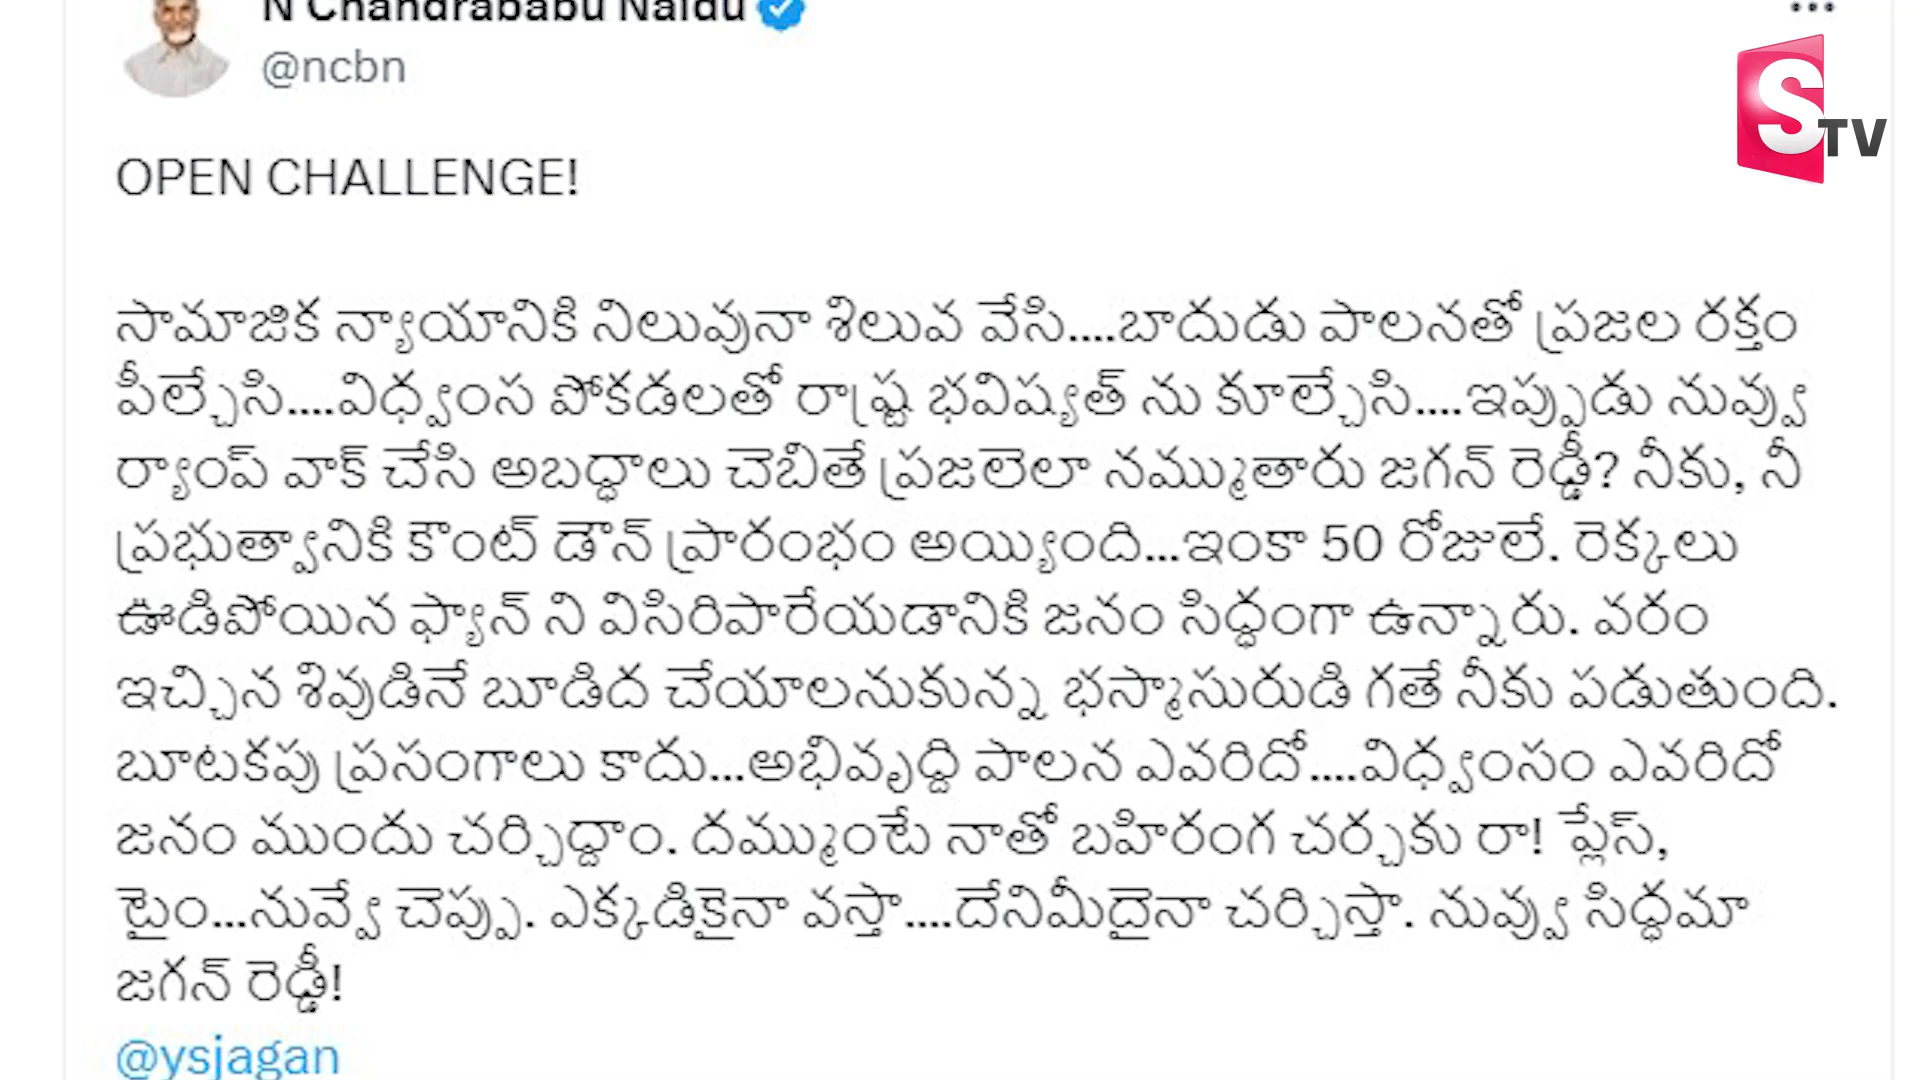 N Chandrababu Naidu
@ncbn
STV
OPEN CHALLENGE!
సామాజిక న్యాయానికి నిలువునా శిలువ వేసి....బాదుడు పాలనతో ప్రజల రక్తం
పీల్చేసి....విధ్వంస పోకడలతో రాష్ట్ర భవిష్యత్ ను కూల్చేసి....ఇప్పుడు నువ్వు
ర్యాంప్ వాక్ చేసి అబద్ధాలు చెబితే ప్రజలెలా నమ్ముతారు జగన్ రెడ్డీ? నీకు, నీ
ప్రభుత్వానికి కౌంట్ డౌన్ ప్రారంభం అయ్యింది...ఇంకా 50 రోజులే. రెక్కలు
ఊడిపోయిన ఫ్యాన్ ని విసిరిపారేయడానికి జనం సిద్ధంగా ఉన్నారు. వరం
ఇచ్చిన శివుడినే బూడిద చేయాలనుకున్న భస్మాసురుడి గతే నీకు పడుతుంది.
బూటకపు ప్రసంగాలు కాదు...అభివృద్ది పాలన ఎవరిదో....విధ్వంసం ఎవరిదో
జనం ముందు చర్చిద్దాం. దమ్ముంటే నాతో బహిరంగ చర్చకు రా! ప్లేస్,
టైం...నువ్వే చెప్పు. ఎక్కడికైనా వస్తా....దేనిమీదైనా చర్చిస్తా. నువ్వు సిద్ధమా
జగన్ రెడ్డీ!
@ysjagan